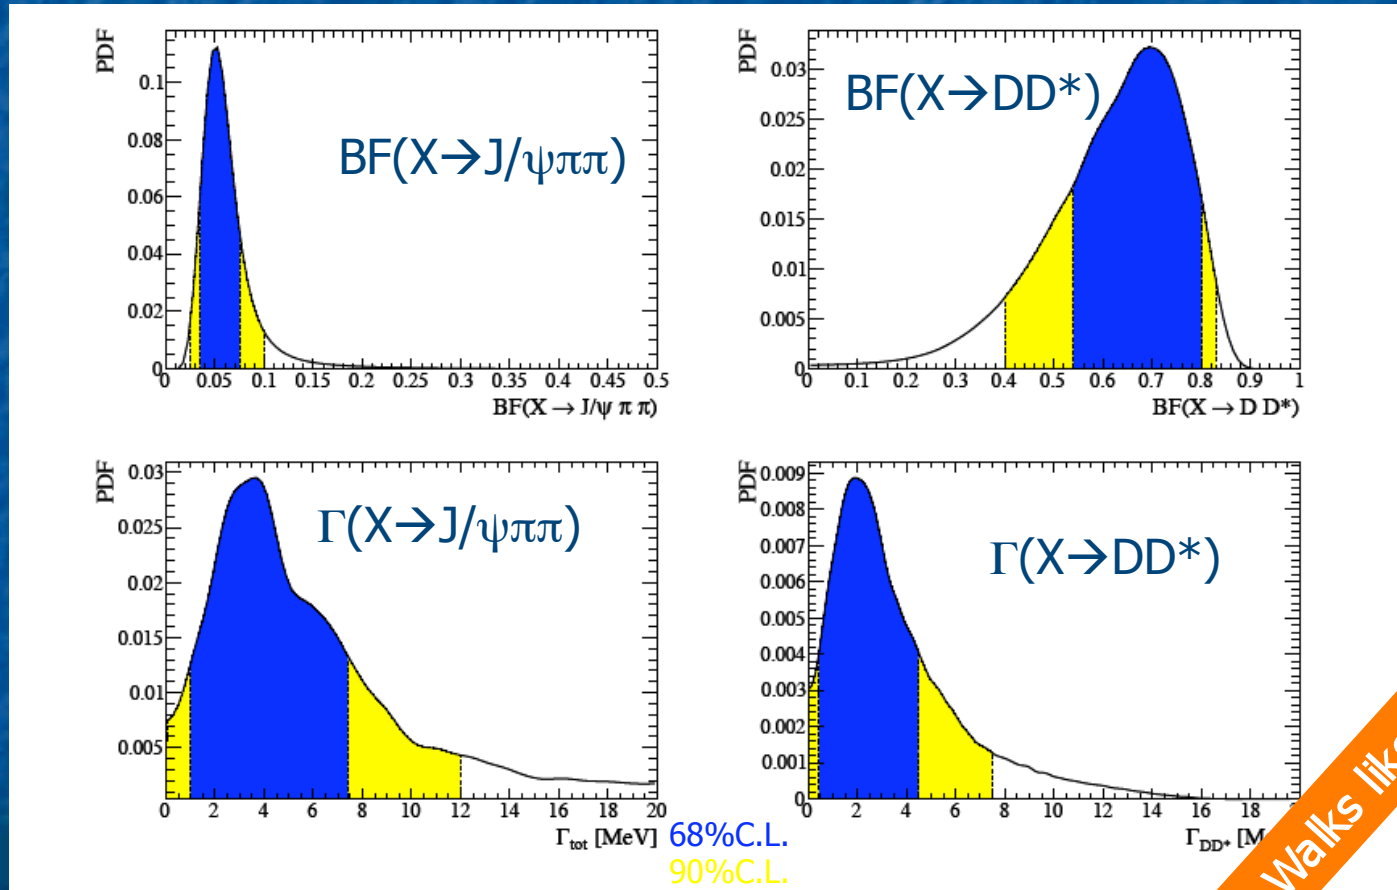 PDF
0.1
0.08
0.06
0.04
0.02
0
BF(X→J/ψππ)
0 0.05 0.1 0.15 0.2 0.25 0.3 0.35 0.4 0.45 0.5
BF(X → J/ψ π π)
PDF
0.03
0.025
0.02
0.015
0.01
0.005
0
BF(X→DD*)
0 0.1 0.2 0.3 0.4 0.5 0.6 0.7 0.8 0.9 1
BF(X → D D*)
PDF
0.03
0.025
0.02
0.015
0.01
0.005
Γ(X→J/ψππ)
0 2 4 6 8 10 12 14 16 18 20
Γtot [MeV]
PDF
0.009
0.008
0.007
0.006
0.005
0.004
0.003
0.002
0.001
0
Γ(X→DD*)
0 2 4 6 8 10 12 14 16 18
ΓDD* [M
68%C.L.
90%C.L.
Walks like